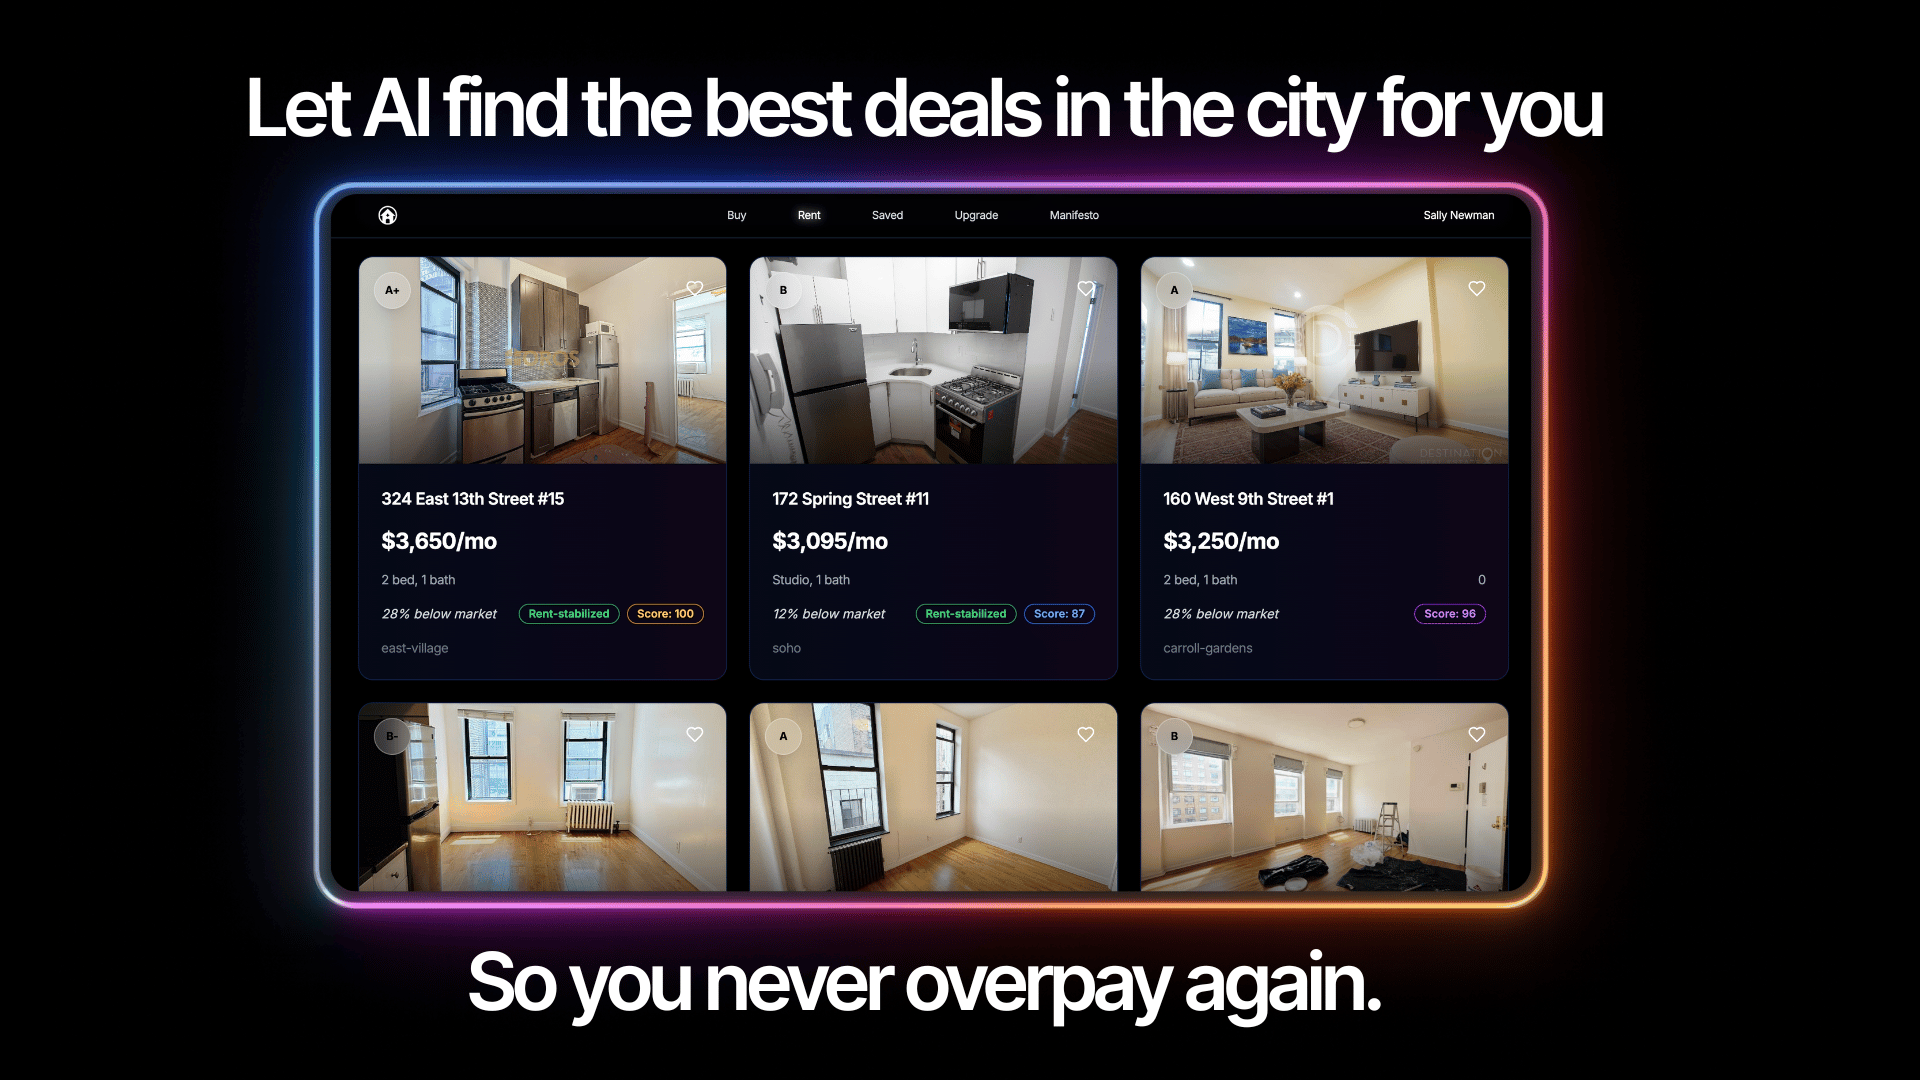 Let AI find the best deals in the city for you
Buy Rent Saved Upgrade Manifesto Sally Newman
A+
B
A
DESTINATION
324 East 13th Street #15
$3,650/mo
2 bed, 1 bath
28% below market Rent-stabilized Score: 100
east-village
172 Spring Street #11
$3,095/mo
Studio, 1 bath
12% below market Rent-stabilized Score: 87
soho
160 West 9th Street #1
$3,250/mo
2 bed, 1 bath 0
28% below market Score: 96
carroll-gardens
B-
A
B
So you never overpay again.